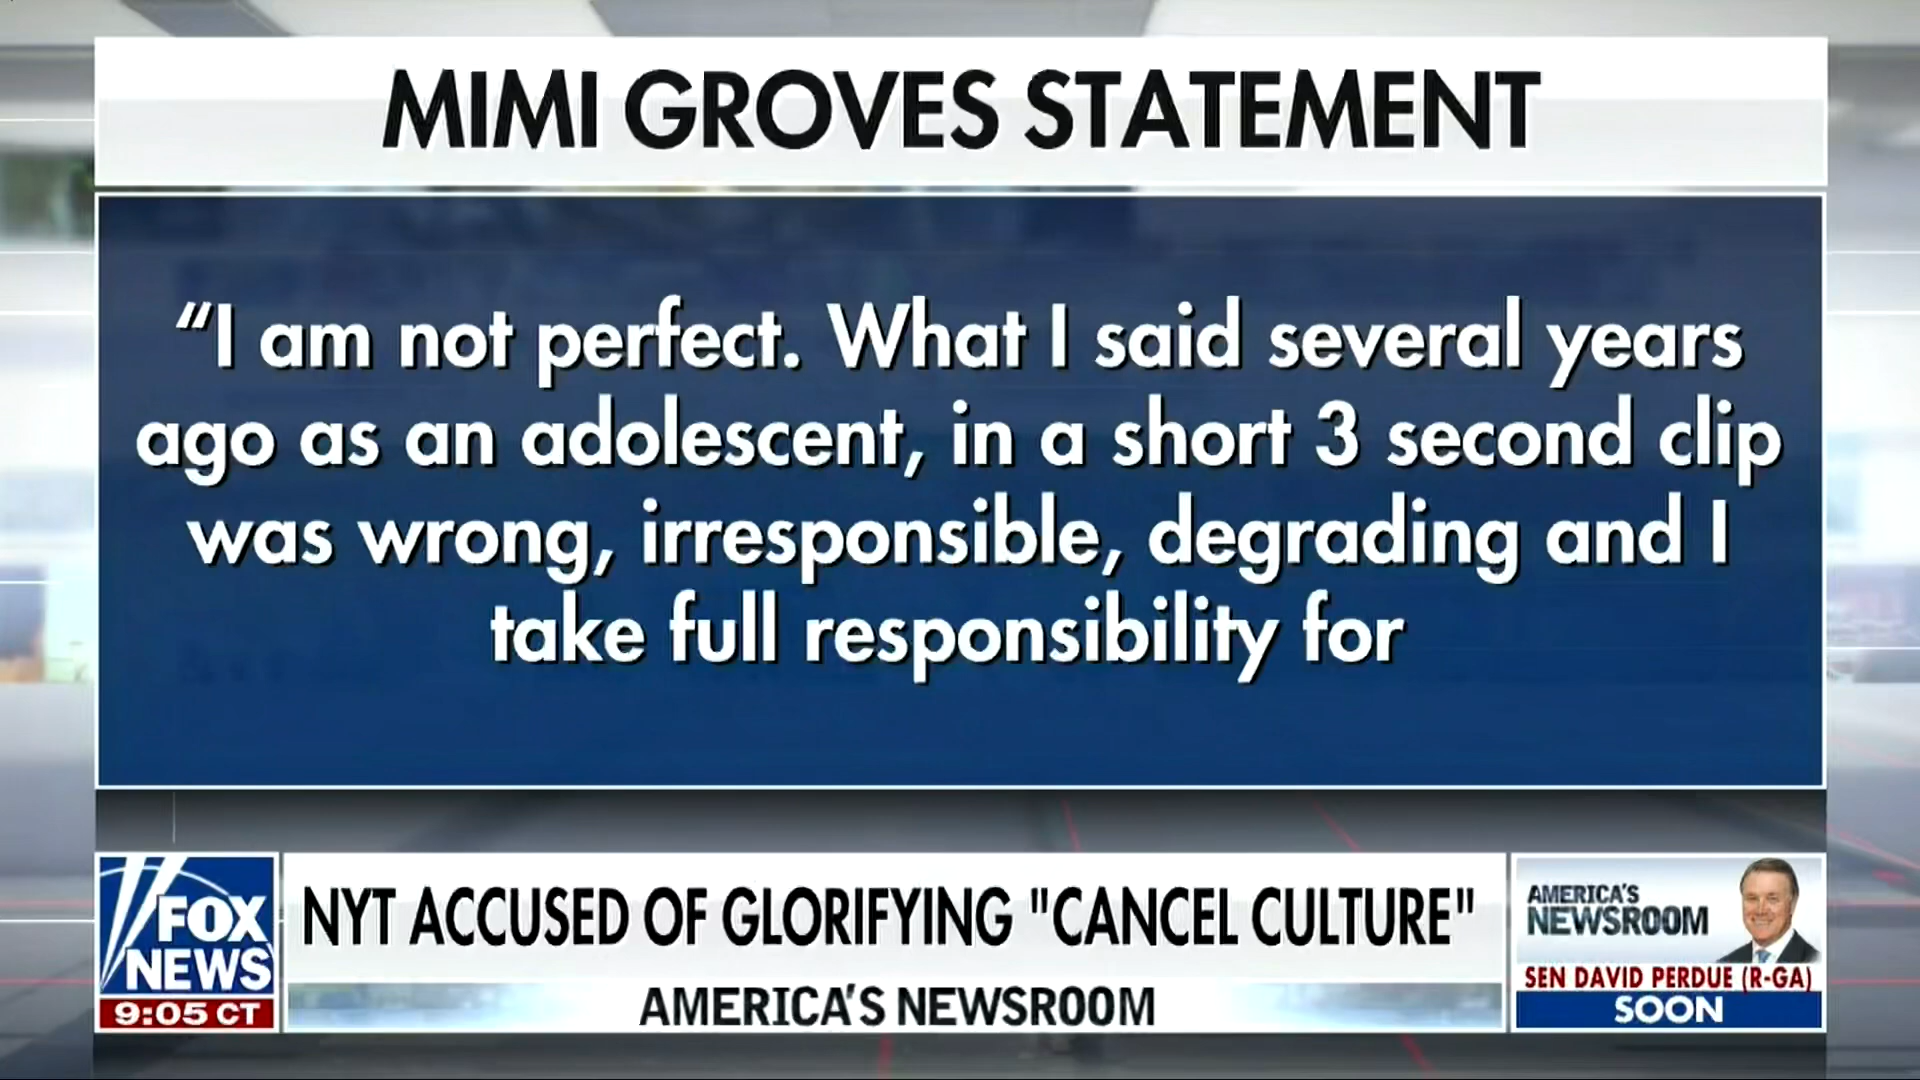 MIMI GROVES STATEMENT
“I am not perfect. What I said several years
ago as an adolescent, in a short 3 second clip
was wrong, irresponsible, degrading and I
take full responsibility for
FOX
NEWS
9:05 CT
NYT ACCUSED OF GLORIFYING "CANCEL CULTURE"
AMERICA'S NEWSROOM
AMERICA'S
NEWSROOM
SEN DAVID PERDUE (R-GA)
SOON